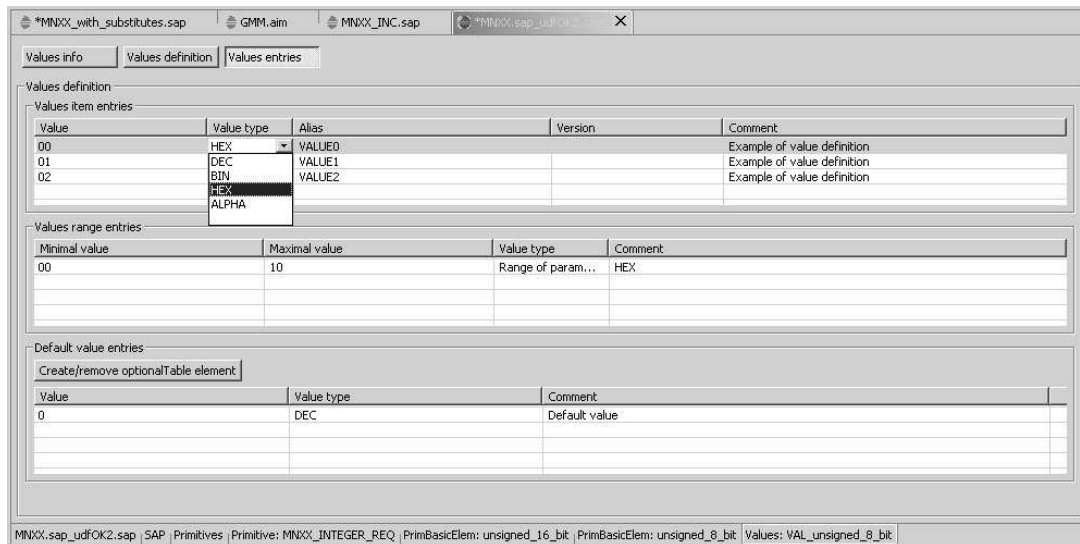 *MNXX_with_substitutes.sap GMM.aim MNXX_INC.sap *MNXX.sap_udfOK2.sap X
Values info Values definition Values entries
Values definition
Values item entries
Value Value type Alias Version Comment
00 HEX VALUE0 Example of value definition
01 DEC VALUE1 Example of value definition
02 BIN VALUE2 Example of value definition
HEX
ALPHA
Values range entries
Minimal value Maximal value Value type Comment
00 10 Range of param... HEX
Default value entries
Create/remove optionalTable element
Value Value type Comment
0 DEC Default value
MNXX.sap_udfOK2.sap SAP Primitives Primitive: MNXX_INTEGER_REQ PrimBasicElem: unsigned_16_bit PrimBasicElem: unsigned_8_bit Values: VAL_unsigned_8_bit